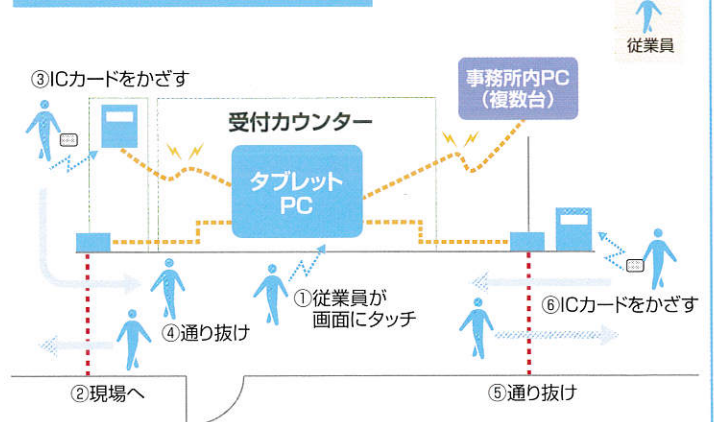 従業員
③ICカードをかざす
事務所内PC
(複数台)
受付カウンター
タブレット
PC
①従業員が
画面にタッチ
④通り抜け
⑥ICカードをかざす
②現場へ
⑤通り抜け